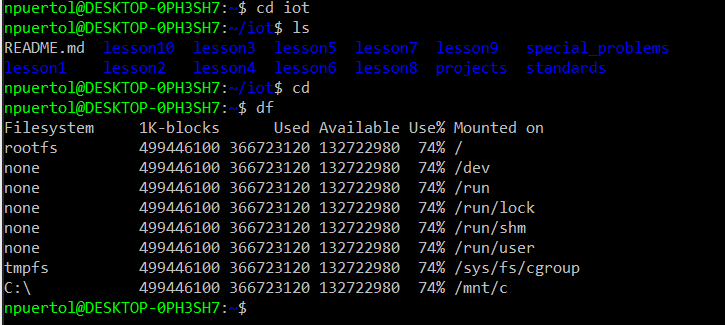 npuertol@DESKTOP-0PH3SH7:~$ cd iot
npuertol@DESKTOP-0PH3SH7:~/iot$ ls
README.md  lesson10  lesson3  lesson5  lesson7  lesson9   special_problems
lesson1    lesson2   lesson4  lesson6  lesson8  projects  standards
npuertol@DESKTOP-0PH3SH7:~/iot$ cd
npuertol@DESKTOP-0PH3SH7:~$ df
Filesystem     1K-blocks      Used Available Use% Mounted on
rootfs         499446100 366723120 132722980  74% /
none           499446100 366723120 132722980  74% /dev
none           499446100 366723120 132722980  74% /run
none           499446100 366723120 132722980  74% /run/lock
none           499446100 366723120 132722980  74% /run/shm
none           499446100 366723120 132722980  74% /run/user
tmpfs          499446100 366723120 132722980  74% /sys/fs/cgroup
C:\            499446100 366723120 132722980  74% /mnt/c
npuertol@DESKTOP-0PH3SH7:~$